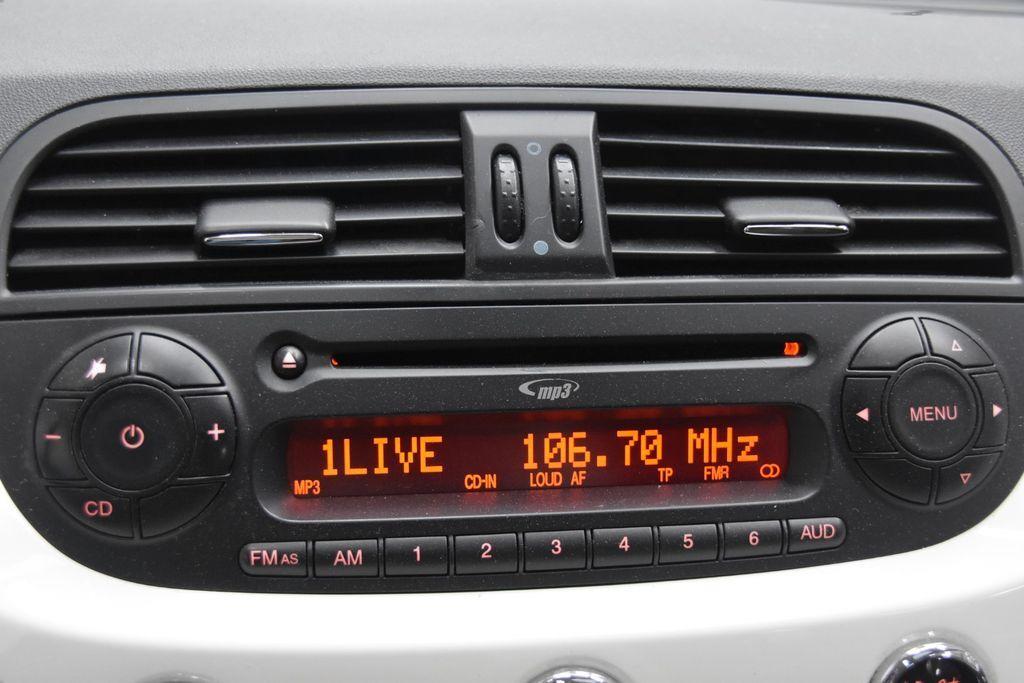 mp3
1LIVE 106.70 MHz
MP3 CD-IN LOUD AF TP FMA
MENU
CD
FM AS AM 1 2 3 4 5 6 AUD